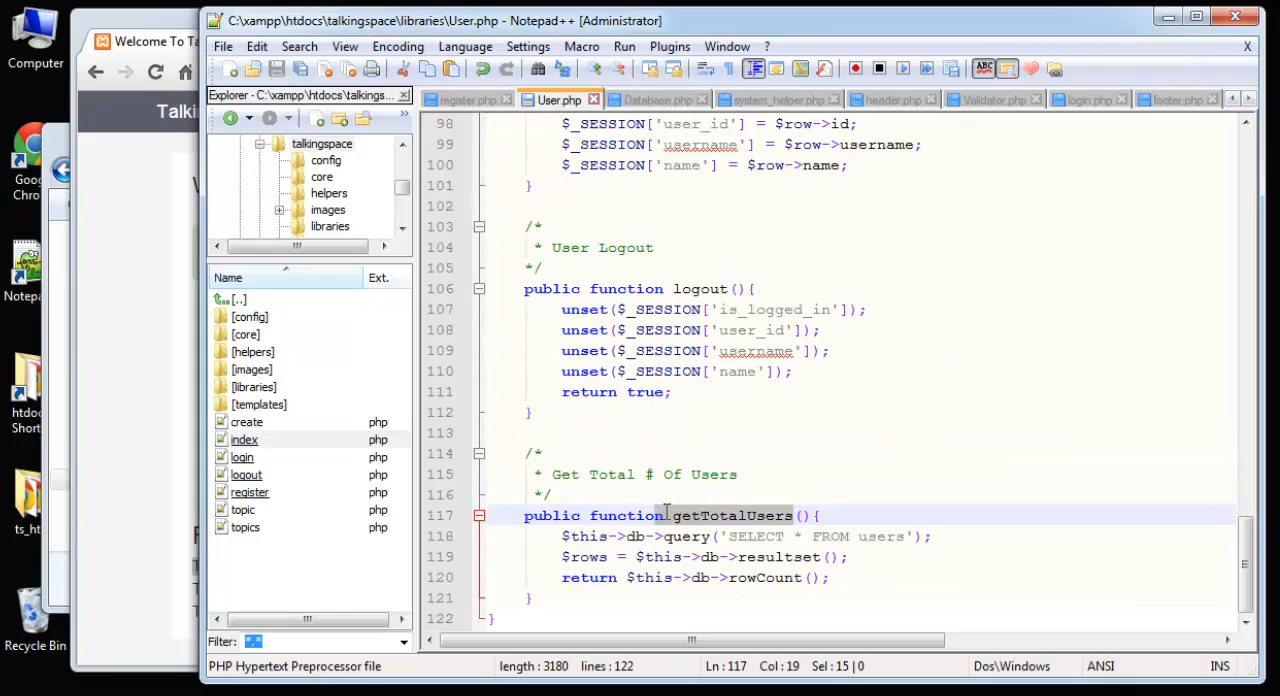 C:\xampp\htdocs\talkingspace\libraries\User.php - Notepad++ [Administrator]
File Edit Search View Encoding Language Settings Macro Run Plugins Window ? X
Computer
Welcome To Ta
Talki
Goo
Chro
Notep
htdo
Short
ts_ht
Recycle Bin
Explorer - C:\xampp\htdocs\talkings...
talkingspace
config
core
helpers
images
libraries
Name Ext.
[..]
[config]
[core]
[helpers]
[images]
[libraries]
[templates]
create php
index php
login php
logout php
register php
topic php
topics php
Filter: *.*
register.php User.php Database.php system_helper.php header.php Validator.php login.php footer.php
98 $_SESSION['user_id'] = $row->id;
99 $_SESSION['username'] = $row->username;
100 $_SESSION['name'] = $row->name;
101 }
102
103 /*
104 * User Logout
105 */
106 public function logout(){
107 unset($_SESSION['is_logged_in']);
108 unset($_SESSION['user_id']);
109 unset($_SESSION['username']);
110 unset($_SESSION['name']);
111 return true;
112 }
113
114 /*
115 * Get Total # Of Users
116 */
117 public function getTotalUsers(){
118 $this->db->query('SELECT * FROM users');
119 $rows = $this->db->resultset();
120 return $this->db->rowCount();
121 }
122 }
PHP Hypertext Preprocessor file length : 3180 lines : 122 Ln : 117 Col : 19 Sel : 15 | 0 Dos\Windows ANSI INS